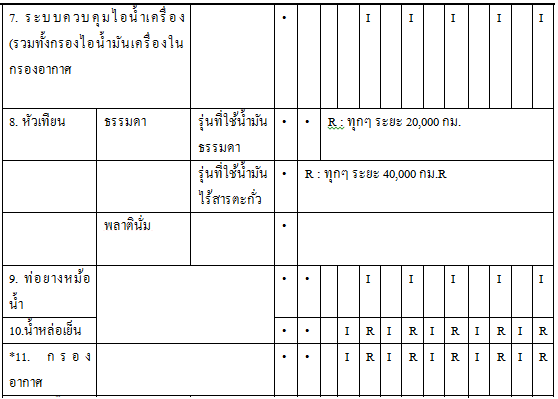 7. ระบบควบคุมไอน้ำเครื่อง • I I I I I
(รวมทั้งกรองไอน้ำมันเครื่องใน
กรองอากาศ
8. หัวเทียน ธรรมดา รุ่นที่ใช้น้ำมัน • • R : ทุกๆ ระยะ 20,000 กม.
ธรรมดา
รุ่นที่ใช้น้ำมัน • R : ทุกๆ ระยะ 40,000 กม.R
ไร้สารตะกั่ว
พลาตินั่ม •
9. ท่อยางหม้อ • • I I I I I
น้ำ
10.น้ำหล่อเย็น • • I R I R I R I R I R
*11. กรอง • • I R I R I R I R I R
อากาศ